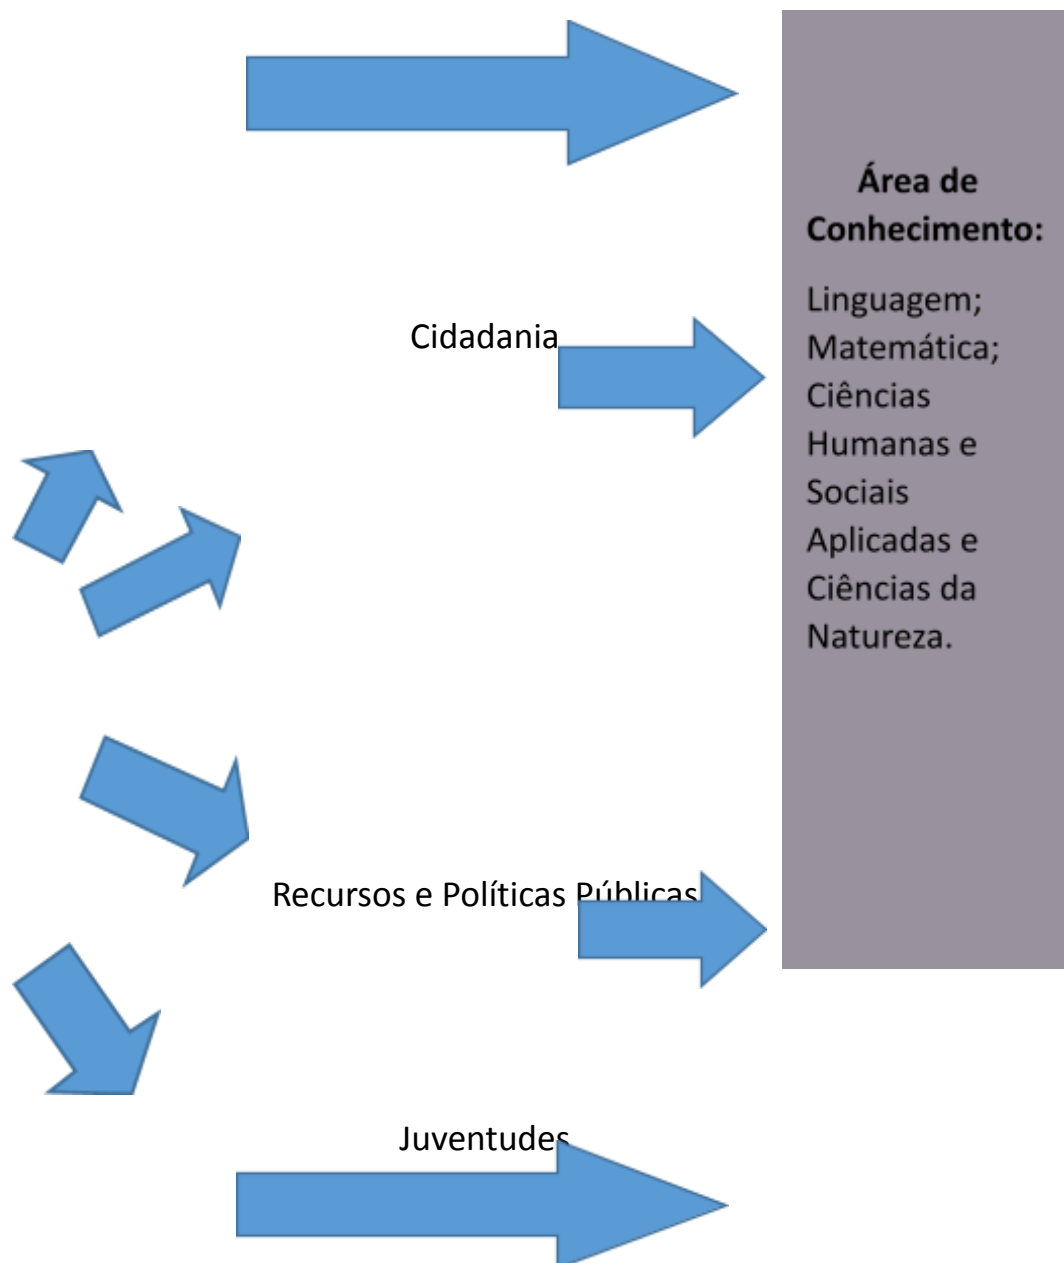 Área de
Conhecimento:
Linguagem;
Matemática;
Ciências
Humanas e
Sociais
Aplicadas e
Ciências da
Natureza.
Cidadania
Recursos e Políticas Públicas
Juventudes